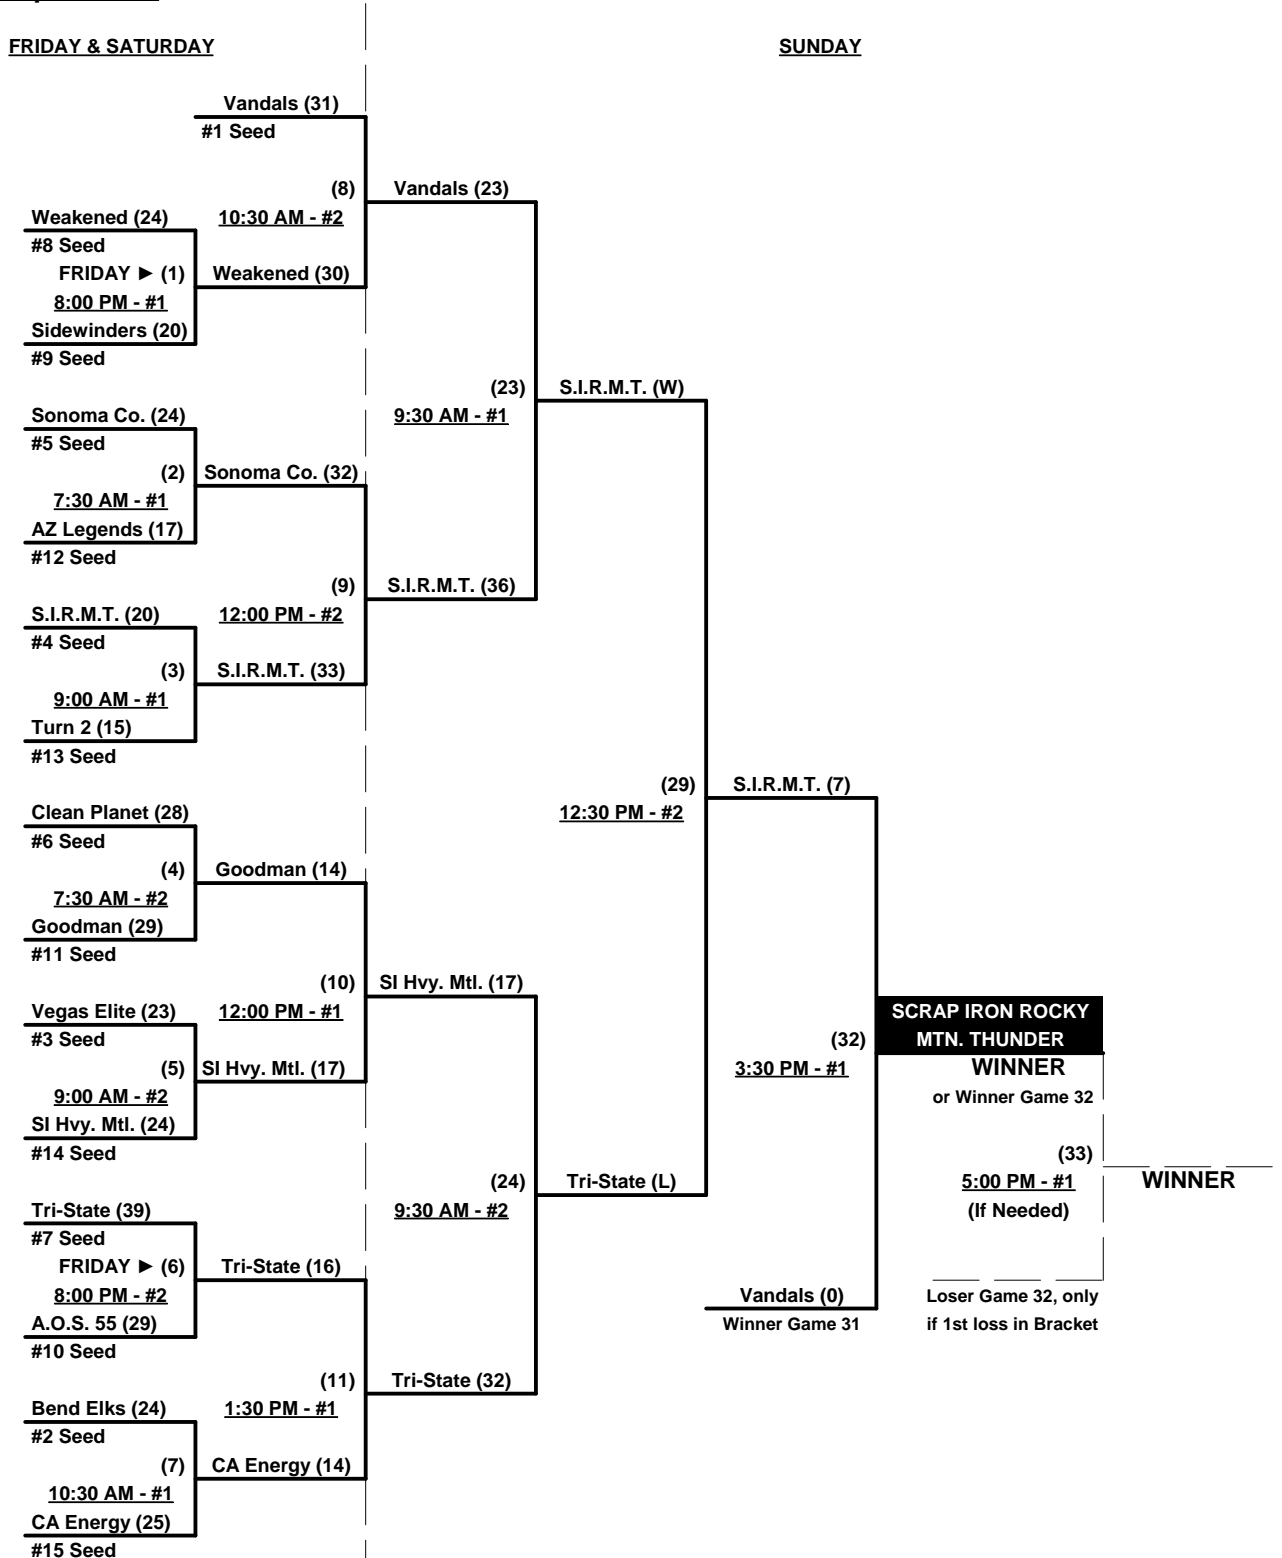 FRIDAY & SATURDAY
SUNDAY
Vandals (31)
#1 Seed
(8)
Vandals (23)
Weakened (24)
10:30 AM - #2
#8 Seed
FRIDAY ► (1)
Weakened (30)
8:00 PM - #1
Sidewinders (20)
#9 Seed
(23)
S.I.R.M.T. (W)
Sonoma Co. (24)
9:30 AM - #1
#5 Seed
(2)
Sonoma Co. (32)
7:30 AM - #1
AZ Legends (17)
#12 Seed
(9)
S.I.R.M.T. (36)
S.I.R.M.T. (20)
12:00 PM - #2
#4 Seed
(3)
S.I.R.M.T. (33)
9:00 AM - #1
Turn 2 (15)
#13 Seed
(29)
S.I.R.M.T. (7)
Clean Planet (28)
12:30 PM - #2
#6 Seed
(4)
Goodman (14)
7:30 AM - #2
Goodman (29)
#11 Seed
(10)
SI Hvy. Mtl. (17)
Vegas Elite (23)
12:00 PM - #1
SCRAP IRON ROCKY
#3 Seed
(32)
MTN. THUNDER
(5)
SI Hvy. Mtl. (17)
3:30 PM - #1
WINNER
9:00 AM - #2
or Winner Game 32
SI Hvy. Mtl. (24)
#14 Seed
(33)
(24)
Tri-State (L)
5:00 PM - #1
WINNER
Tri-State (39)
9:30 AM - #2
(If Needed)
#7 Seed
FRIDAY ► (6)
Tri-State (16)
8:00 PM - #2
Vandals (0)
Loser Game 32, only
A.O.S. 55 (29)
Winner Game 31
if 1st loss in Bracket
#10 Seed
(11)
Tri-State (32)
Bend Elks (24)
1:30 PM - #1
#2 Seed
(7)
CA Energy (14)
10:30 AM - #1
CA Energy (25)
#15 Seed